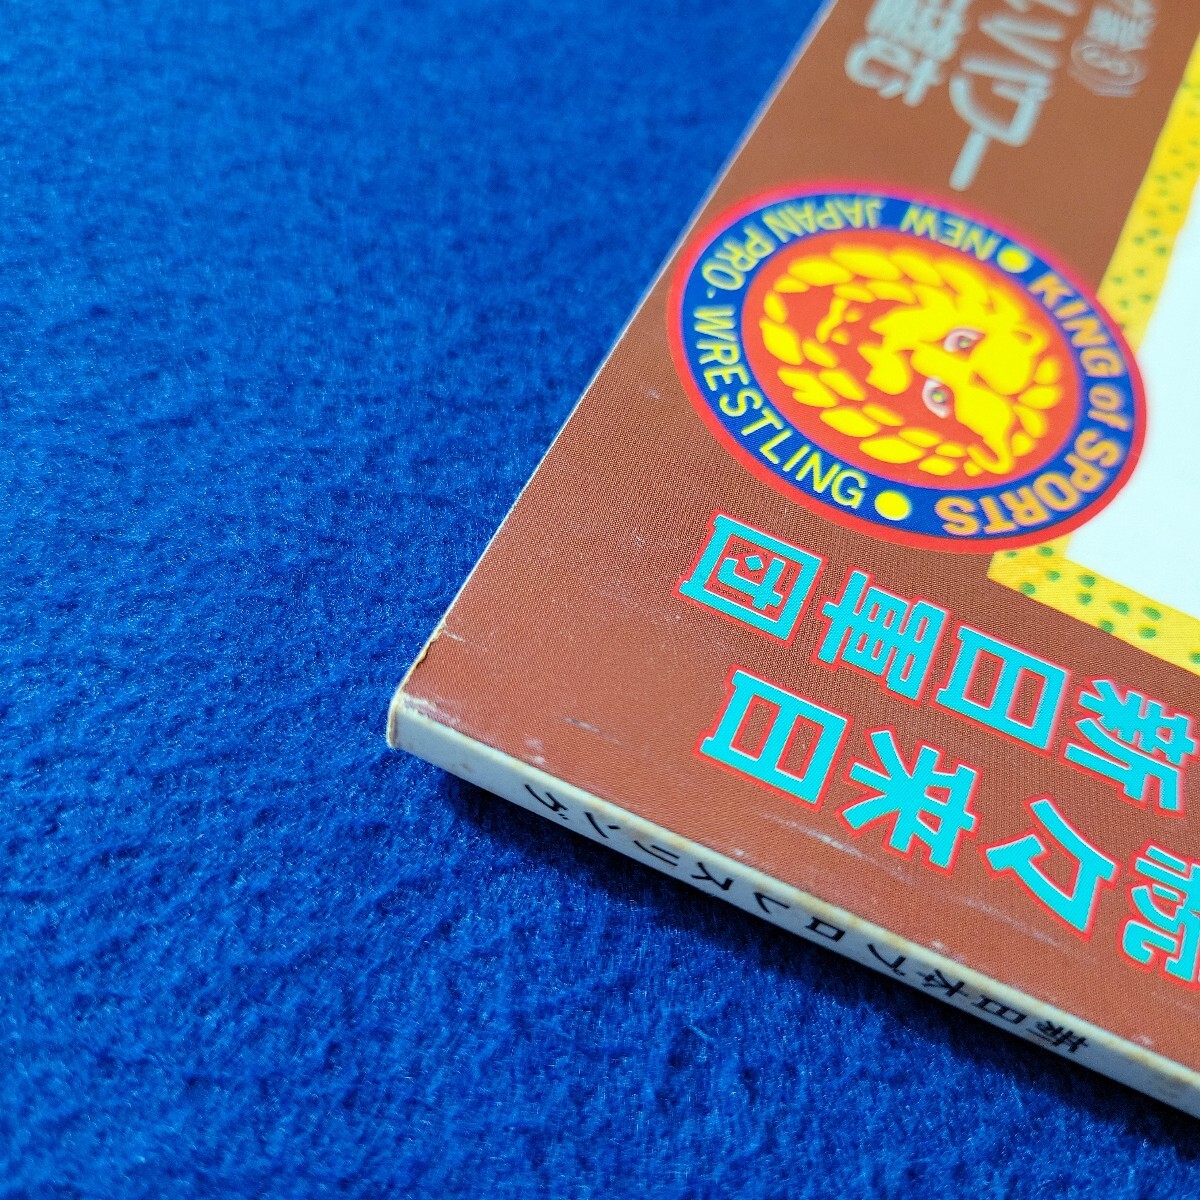 パワー
KING of SPORTS
• NEW JAPAN PRO-WRESTLING •
続々来日
新日軍団
新日本プロレスリング